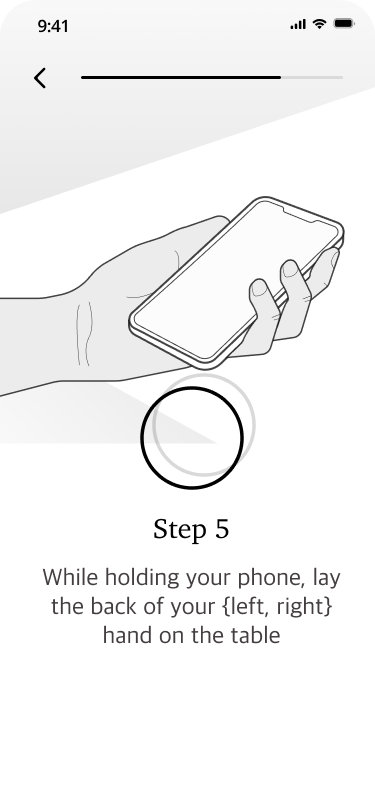 9:41
Step 5
While holding your phone, lay
the back of your {left, right}
hand on the table